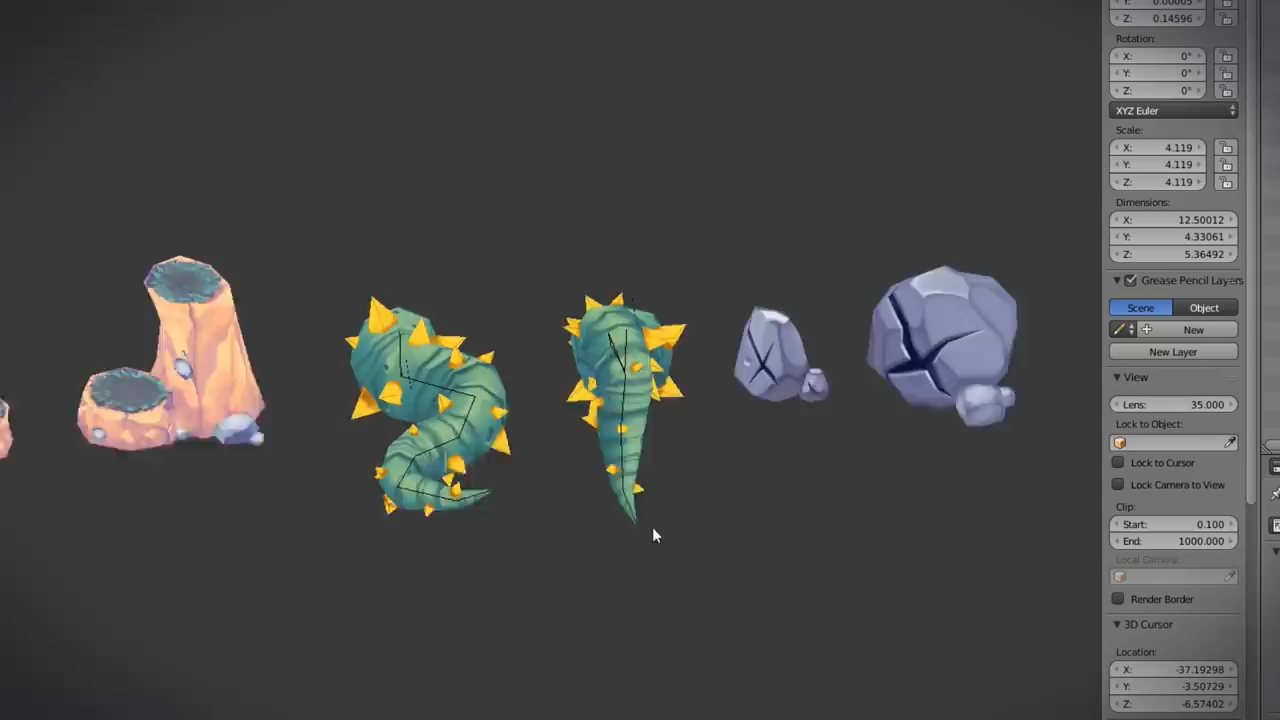 Y: 0.00005
Z: 0.14596
Rotation:
X: 0°
Y: 0°
Z: 0°
XYZ Euler
Scale:
X: 4.119
Y: 4.119
Z: 4.119
Dimensions:
X: 12.50012
Y: 4.33061
Z: 5.36492
Grease Pencil Layers
Scene Object
New
New Layer
View
Lens: 35.000
Lock to Object:
Lock to Cursor
Lock Camera to View
Clip:
Start: 0.100
End: 1000.000
Local Camera:
Render Border
3D Cursor
Location:
X: -37.19298
Y: -3.50729
Z: -6.57402